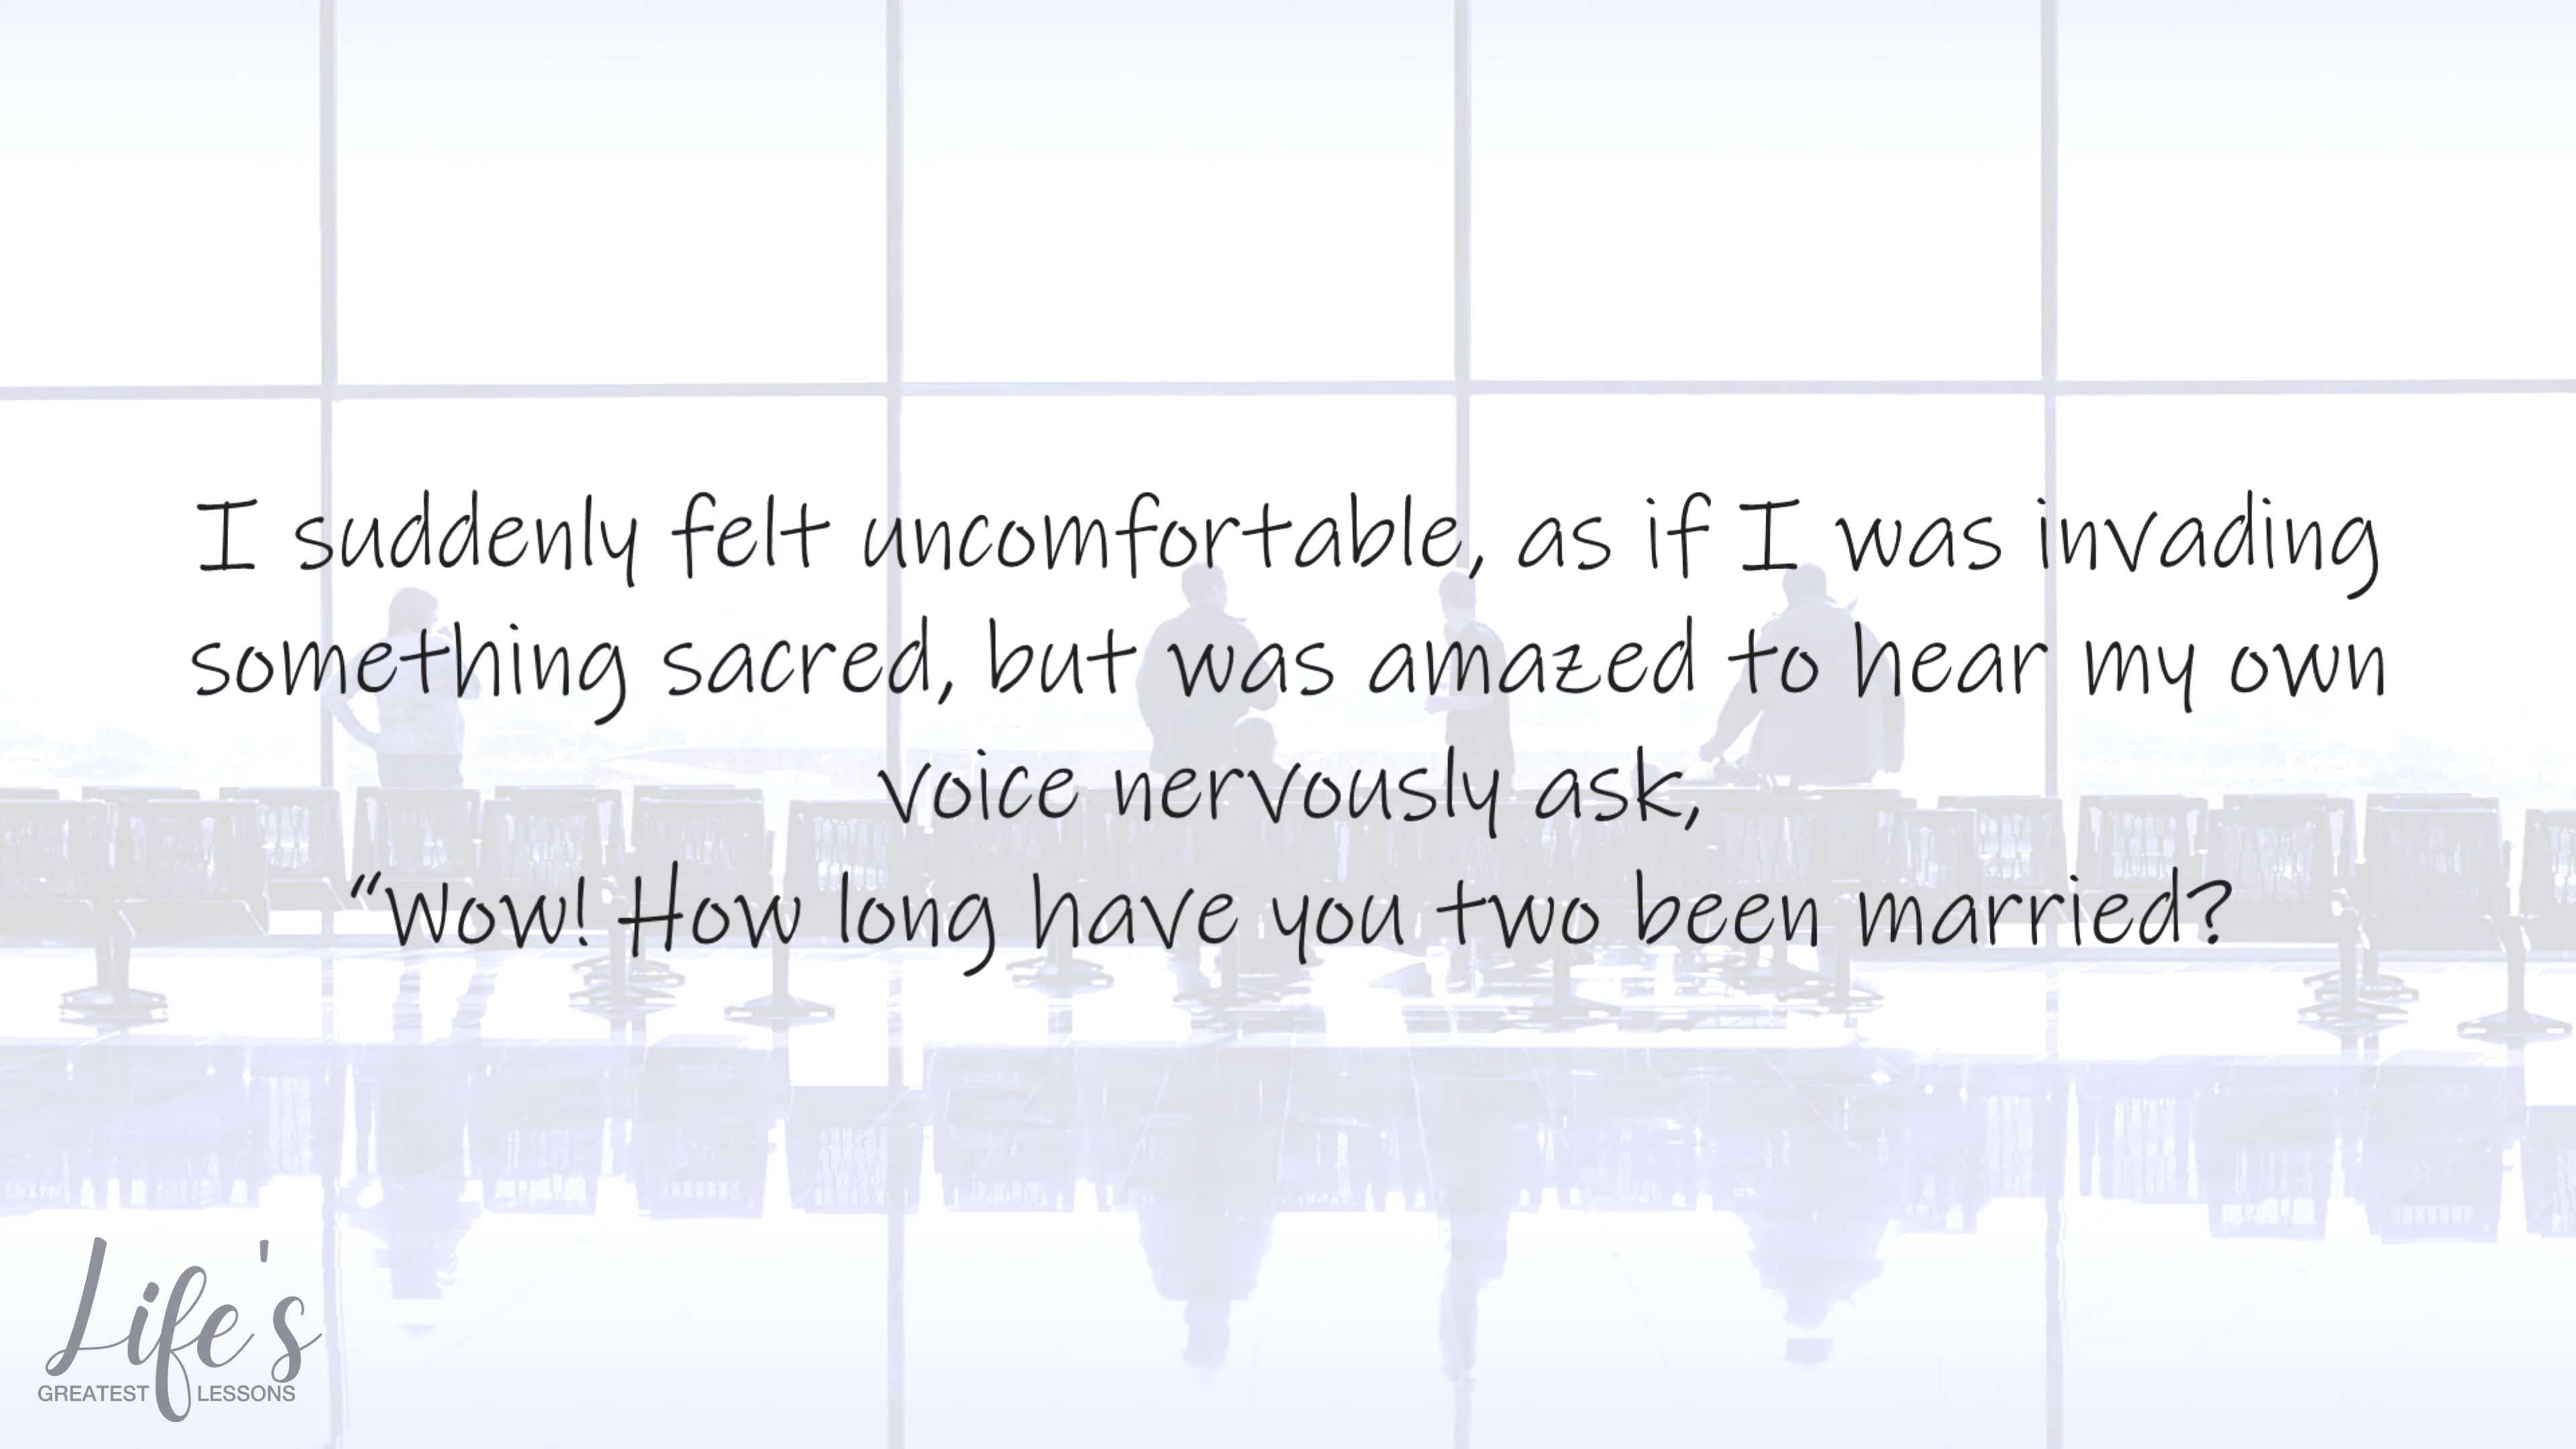 I suddenly felt uncomfortable, as if I was invading
something sacred, but was amazed to hear my own
voice nervously ask,
“Wow! How long have you two been married?
Life's
GREATEST LESSONS